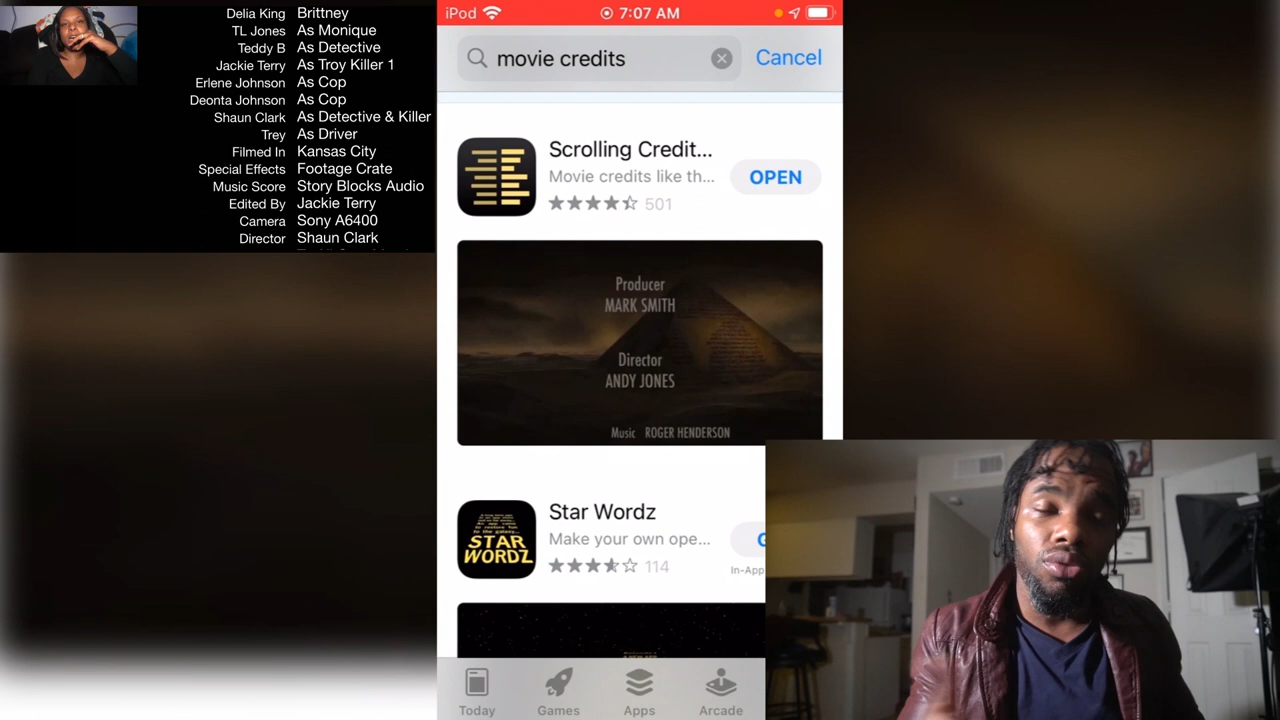 Delia King Brittney
TL Jones As Monique
Teddy B As Detective
Jackie Terry As Troy Killer 1
Erlene Johnson As Cop
Deonta Johnson As Cop
Shaun Clark As Detective & Killer
Trey As Driver
Filmed In Kansas City
Special Effects Footage Crate
Music Score Story Blocks Audio
Edited By Jackie Terry
Camera Sony A6400
Director Shaun Clark
iPod 7:07 AM
movie credits Cancel
Scrolling Credit...
Movie credits like th...
OPEN
501
Producer
MARK SMITH
Director
ANDY JONES
Music ROGER HENDERSON
STAR
WORDZ
Star Wordz
Make your own ope...
114
In-App
Today Games Apps Arcade